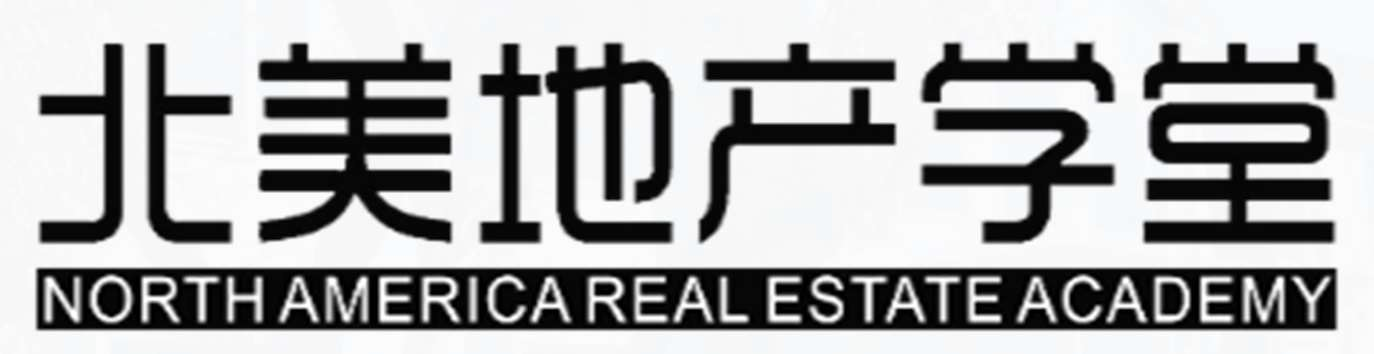 北美地产学堂
NORTH AMERICA REAL ESTATE ACADEMY